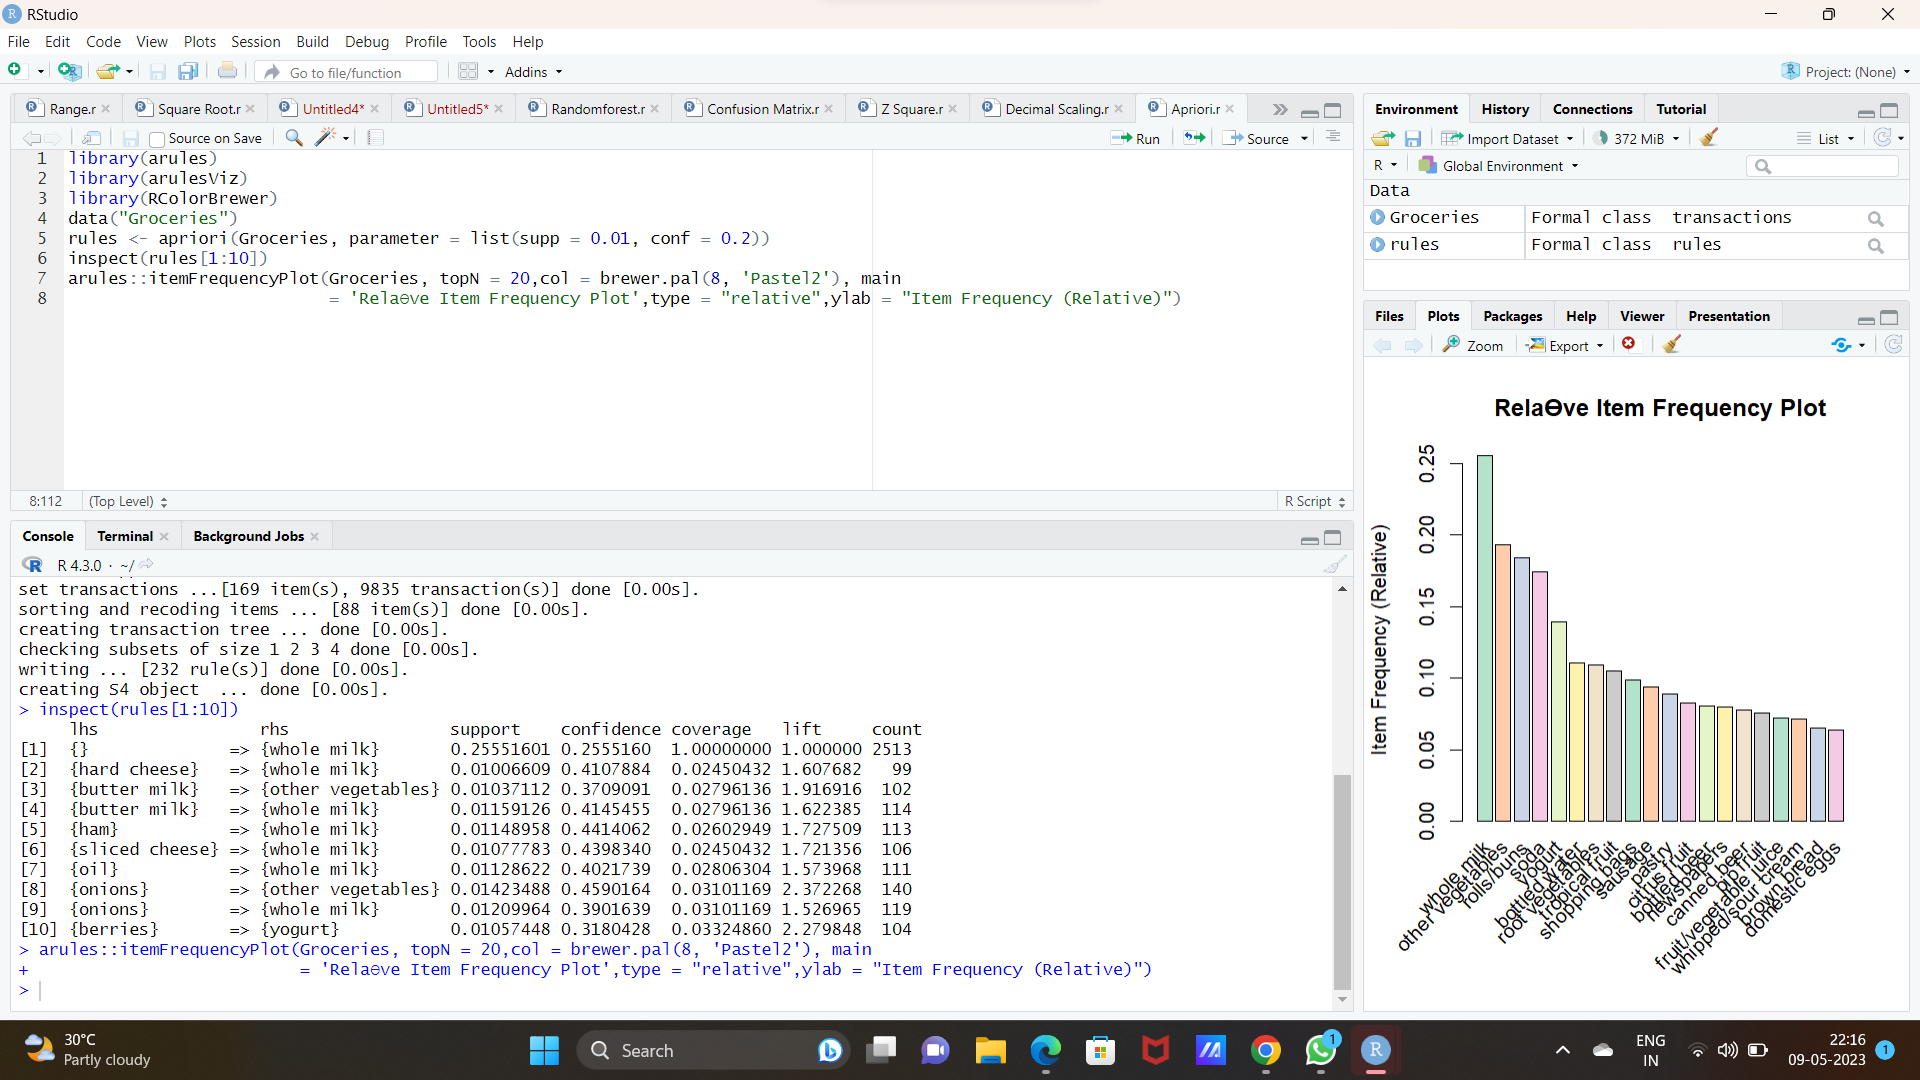 RStudio
File Edit Code View Plots Session Build Debug Profile Tools Help
Go to file/function Addins Project: (None)
Range.r Square Root.r Untitled4* Untitled5* Randomforest.r Confusion Matrix.r Z Square.r Decimal Scaling.r Apriori.r
Source on Save Run Source
1 library(arules)
2 library(arulesViz)
3 library(RColorBrewer)
4 data("Groceries")
5 rules <- apriori(Groceries, parameter = list(supp = 0.01, conf = 0.2))
6 inspect(rules[1:10])
7 arules::itemFrequencyPlot(Groceries, topN = 20,col = brewer.pal(8, 'Pastel2'), main
8 = 'RelaƟve Item Frequency Plot',type = "relative",ylab = "Item Frequency (Relative)")
8:112 (Top Level) R Script
Console Terminal Background Jobs
R 4.3.0 · ~/
set transactions ...[169 item(s), 9835 transaction(s)] done [0.00s].
sorting and recoding items ... [88 item(s)] done [0.00s].
creating transaction tree ... done [0.00s].
checking subsets of size 1 2 3 4 done [0.00s].
writing ... [232 rule(s)] done [0.00s].
creating S4 object  ... done [0.00s].
> inspect(rules[1:10])
lhs rhs support confidence coverage lift count
[1] {} => {whole milk} 0.25551601 0.2555160 1.00000000 1.000000 2513
[2] {hard cheese} => {whole milk} 0.01006609 0.4107884 0.02450432 1.607682 99
[3] {butter milk} => {other vegetables} 0.01037112 0.3709091 0.02796136 1.916916 102
[4] {butter milk} => {whole milk} 0.01159126 0.4145455 0.02796136 1.622385 114
[5] {ham} => {whole milk} 0.01148958 0.4414062 0.02602949 1.727509 113
[6] {sliced cheese} => {whole milk} 0.01077783 0.4398340 0.02450432 1.721356 106
[7] {oil} => {whole milk} 0.01128622 0.4021739 0.02806304 1.573968 111
[8] {onions} => {other vegetables} 0.01423488 0.4590164 0.03101169 2.372268 140
[9] {onions} => {whole milk} 0.01209964 0.3901639 0.03101169 1.526965 119
[10] {berries} => {yogurt} 0.01057448 0.3180428 0.03324860 2.279848 104
> arules::itemFrequencyPlot(Groceries, topN = 20,col = brewer.pal(8, 'Pastel2'), main
+ = 'RelaƟve Item Frequency Plot',type = "relative",ylab = "Item Frequency (Relative)")
>
Environment History Connections Tutorial
Import Dataset 372 MiB List
R Global Environment
Data
Groceries Formal class transactions
rules Formal class rules
Files Plots Packages Help Viewer Presentation
Zoom Export
RelaƟve Item Frequency Plot
Item Frequency (Relative)
0.25
0.20
0.15
0.10
0.05
0.00
whole milk
other vegetables
rolls/buns
soda
yogurt
bottled water
root vegetables
tropical fruit
shopping bags
sausage
pastry
citrus fruit
bottled beer
newspapers
canned beer
pip fruit
fruit/vegetable juice
whipped/sour cream
brown bread
domestic eggs
30°C
Partly cloudy
Search
1
ENG
IN
22:16
09-05-2023
1